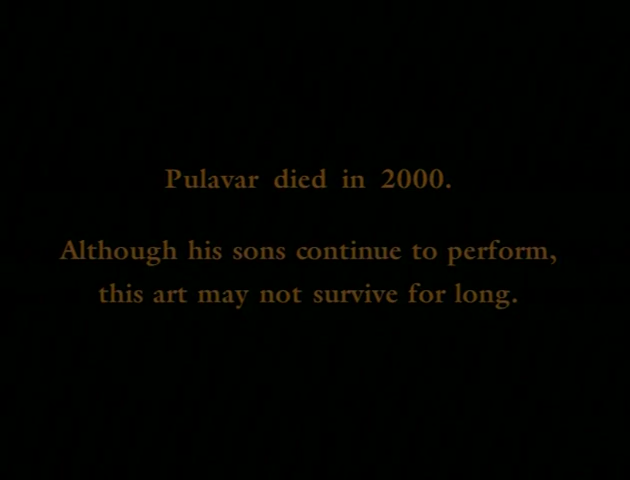 Pulavar died in 2000.
Although his sons continue to perform,
this art may not survive for long.